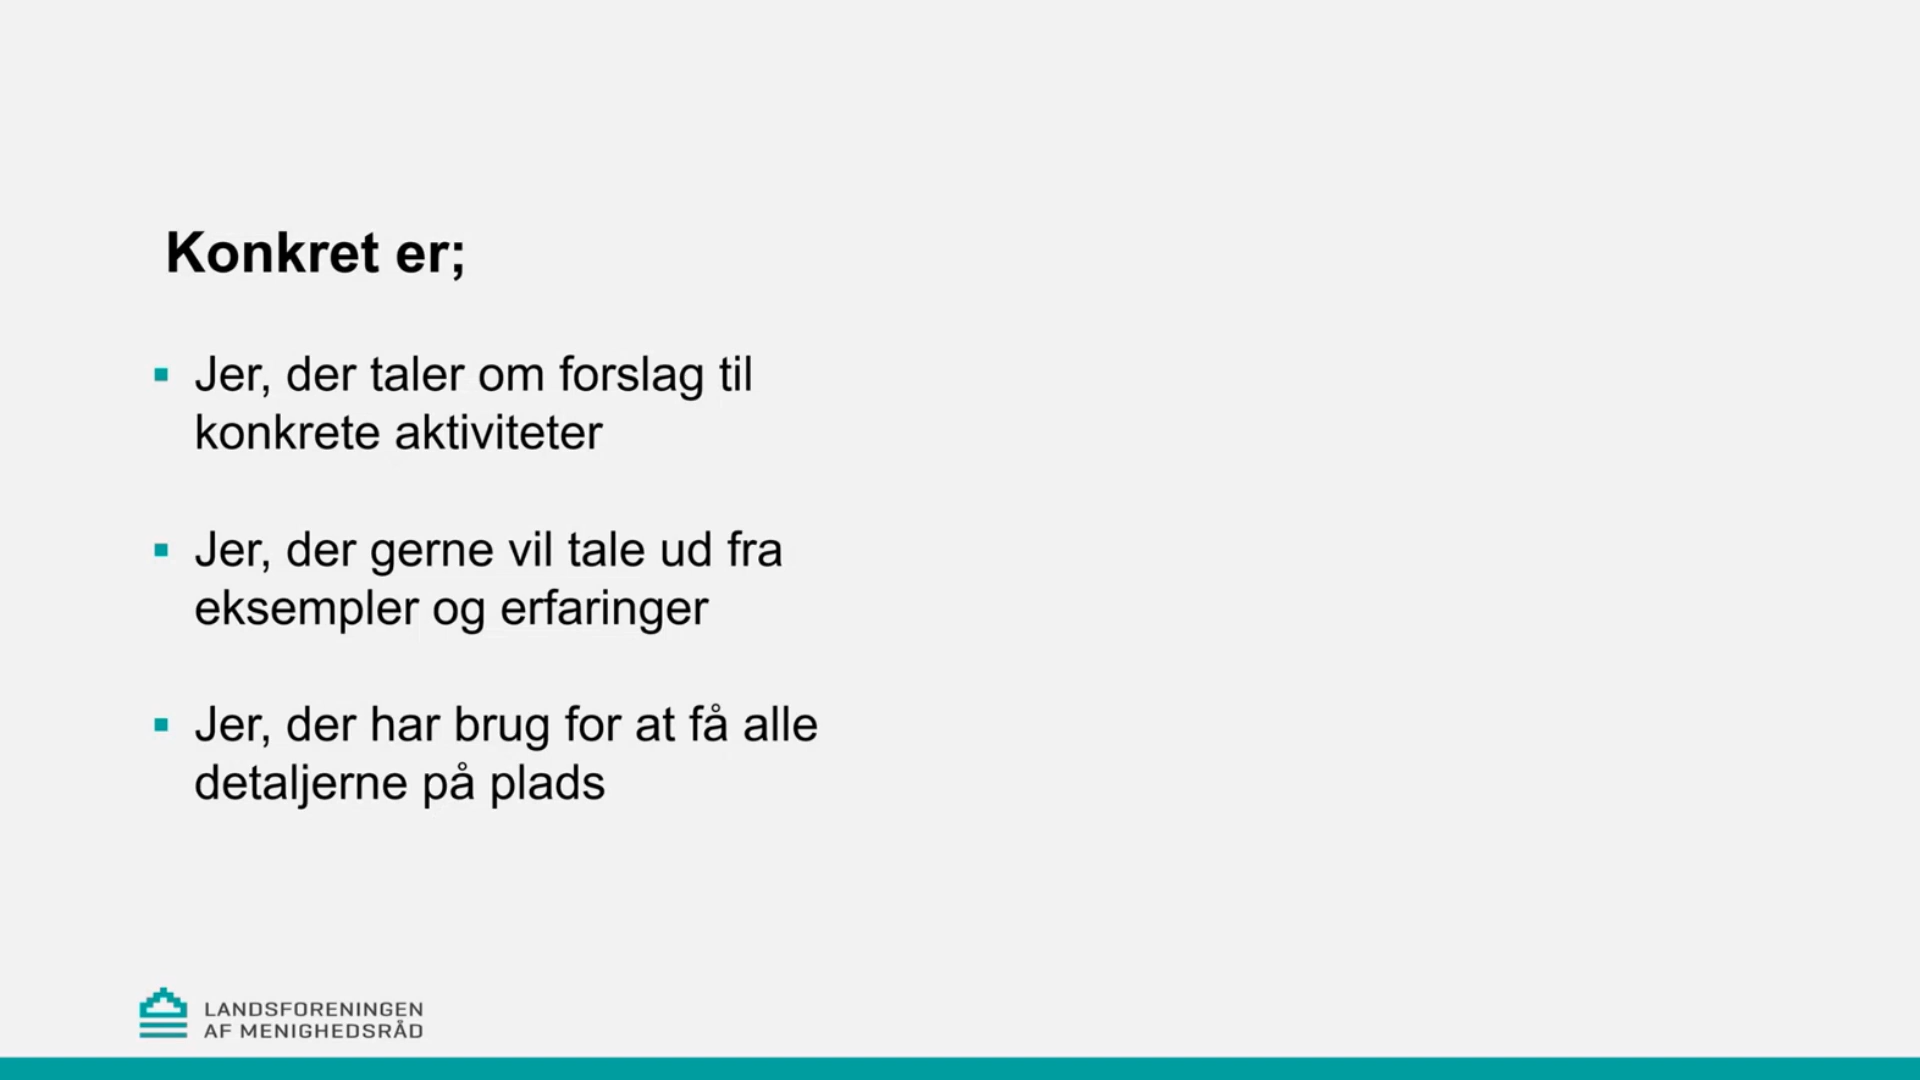 Konkret er;
Jer, der taler om forslag til
konkrete aktiviteter
Jer, der gerne vil tale ud fra
eksempler og erfaringer
Jer, der har brug for at få alle
detaljerne på plads
LANDSFORENINGEN
AF MENIGHEDSRÅD